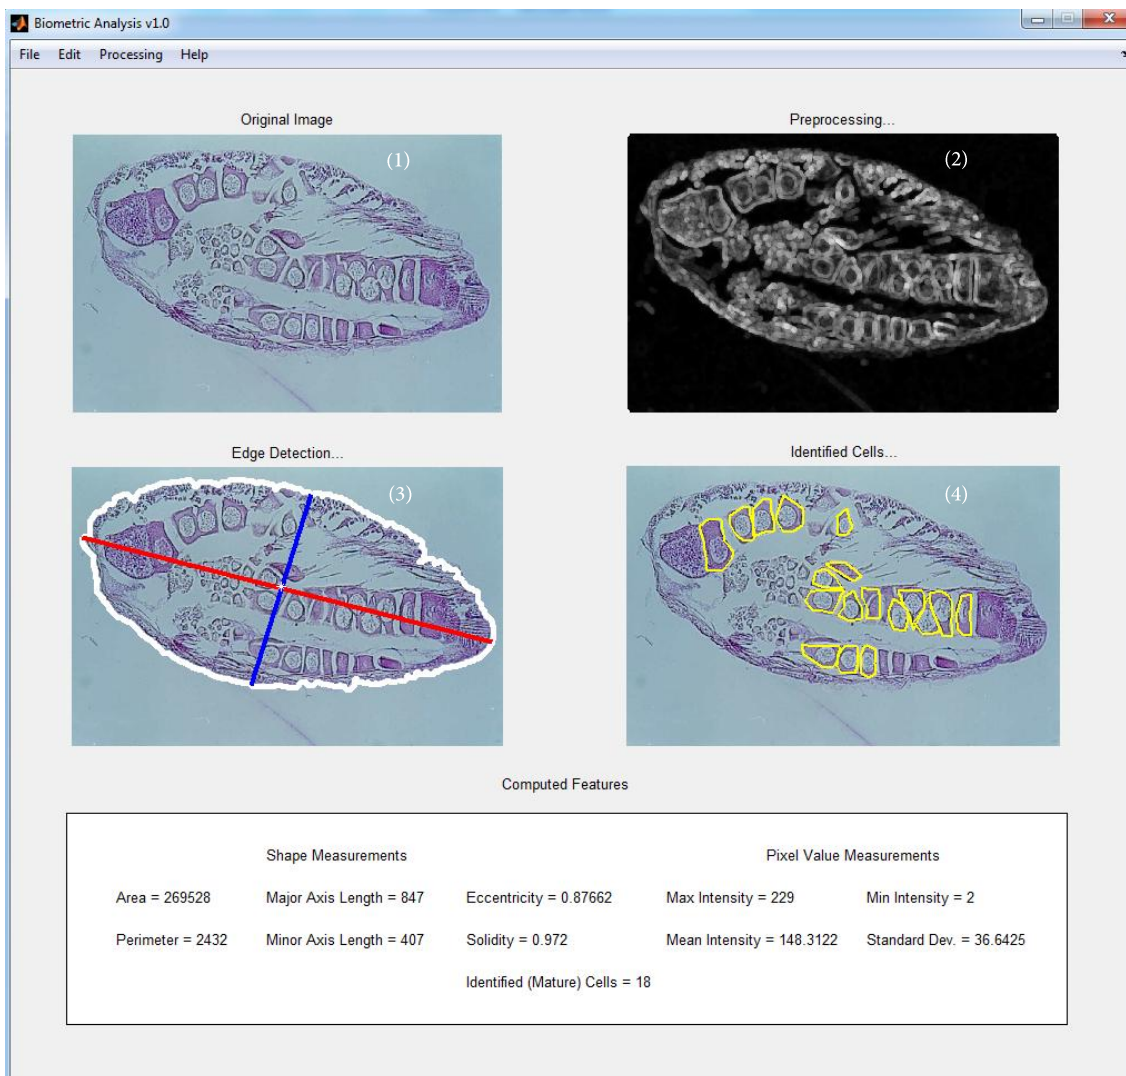 Biometric Analysis v1.0
File Edit Processing Help
Original Image
Preprocessing...
(1)
(2)
Edge Detection...
Identified Cells...
(3)
(4)
Computed Features
Shape Measurements
Pixel Value Measurements
Area = 269528 Major Axis Length = 847 Eccentricity = 0.87662 Max Intensity = 229 Min Intensity = 2
Perimeter = 2432 Minor Axis Length = 407 Solidity = 0.972 Mean Intensity = 148.3122 Standard Dev. = 36.6425
Identified (Mature) Cells = 18